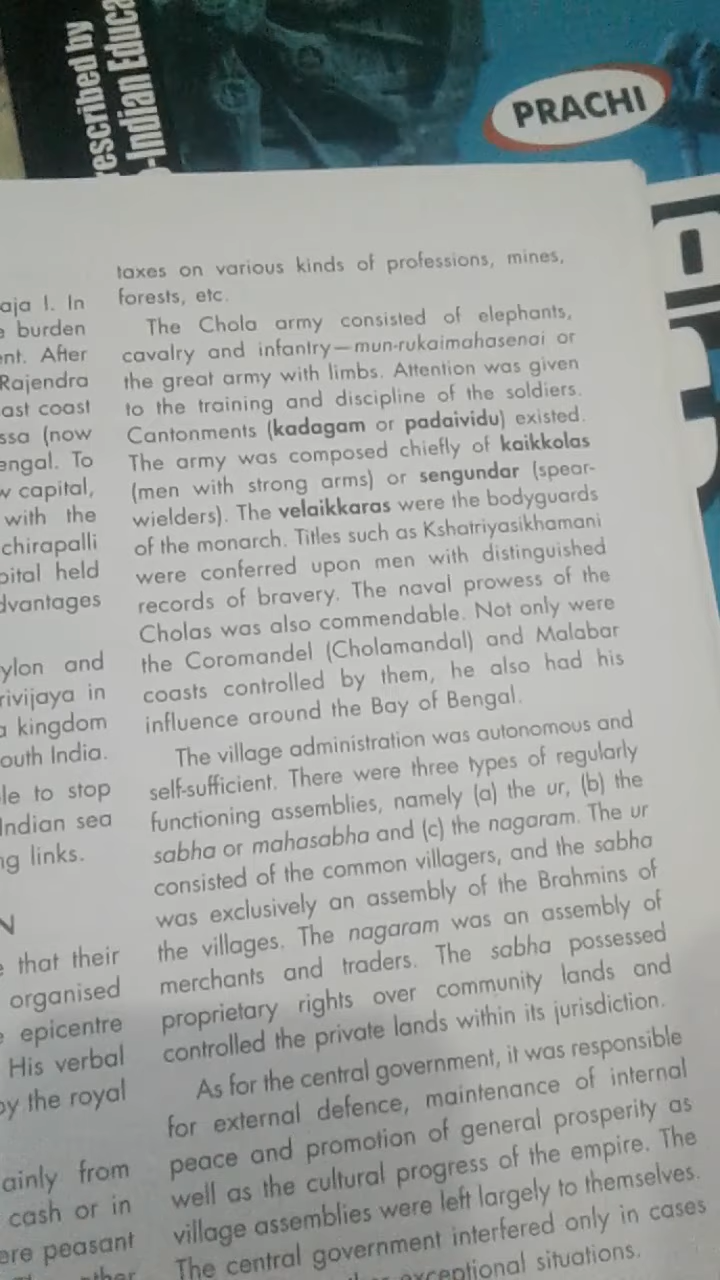 rescribed by
-Indian Educa
PRACHI
aja I. In
burden
ent. After
Rajendra
ast coast
ssa (now
engal. To
w capital,
with the
chirapalli
pital held
dvantages
ylon and
rivijaya in
a kingdom
outh India.
le to stop
Indian sea
ng links.
N
e that their
organised
e epicentre
His verbal
by the royal
ainly from
cash or in
ere peasant
taxes on various kinds of professions, mines,
forests, etc.
The Chola army consisted of elephants,
cavalry and infantry—mun-rukaimahasenai or
the great army with limbs. Attention was given
to the training and discipline of the soldiers.
Cantonments (kadagam or padaividu) existed.
The army was composed chiefly of kaikkolas
(men with strong arms) or sengundar (spear-
wielders). The velaikkaras were the bodyguards
of the monarch. Titles such as Kshatriyasikhamani
were conferred upon men with distinguished
records of bravery. The naval prowess of the
Cholas was also commendable. Not only were
the Coromandel (Cholamandal) and Malabar
coasts controlled by them, he also had his
influence around the Bay of Bengal.
The village administration was autonomous and
self-sufficient. There were three types of regularly
functioning assemblies, namely (a) the ur, (b) the
sabha or mahasabha and (c) the nagaram. The ur
consisted of the common villagers, and the sabha
was exclusively an assembly of the Brahmins of
the villages. The nagaram was an assembly of
merchants and traders. The sabha possessed
proprietary rights over community lands and
controlled the private lands within its jurisdiction.
As for the central government, it was responsible
for external defence, maintenance of internal
peace and promotion of general prosperity as
well as the cultural progress of the empire. The
village assemblies were left largely to themselves.
The central government interfered only in cases
exceptional situations.